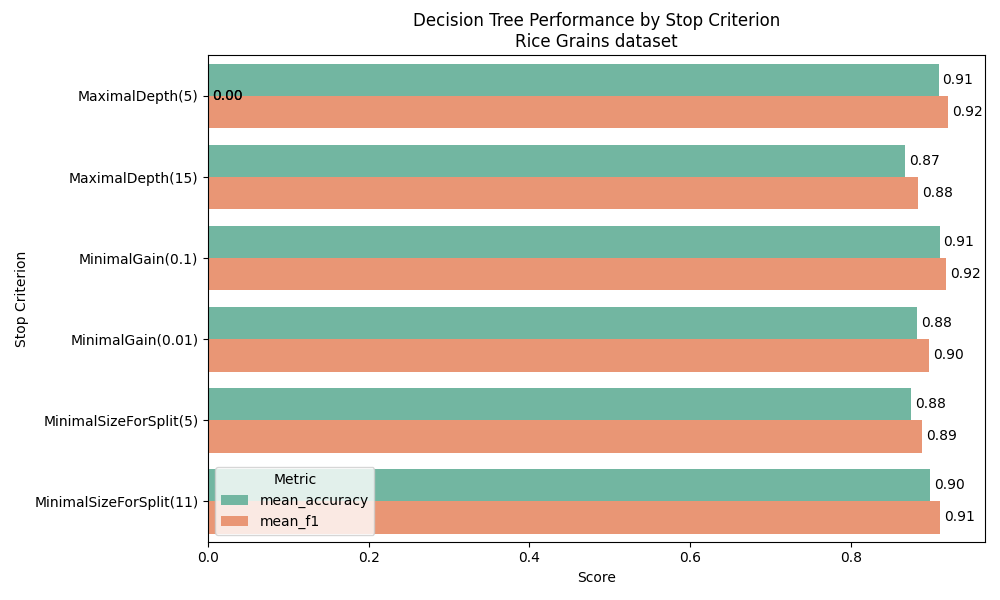 Decision Tree Performance by Stop Criterion
Rice Grains dataset
Stop Criterion
MaximalDepth(5)
0.00
0.91
0.92
MaximalDepth(15)
0.87
0.88
MinimalGain(0.1)
0.91
0.92
MinimalGain(0.01)
0.88
0.90
MinimalSizeForSplit(5)
0.88
0.89
MinimalSizeForSplit(11)
0.90
0.91
Metric
mean_accuracy
mean_f1
0.0 0.2 0.4 0.6 0.8
Score